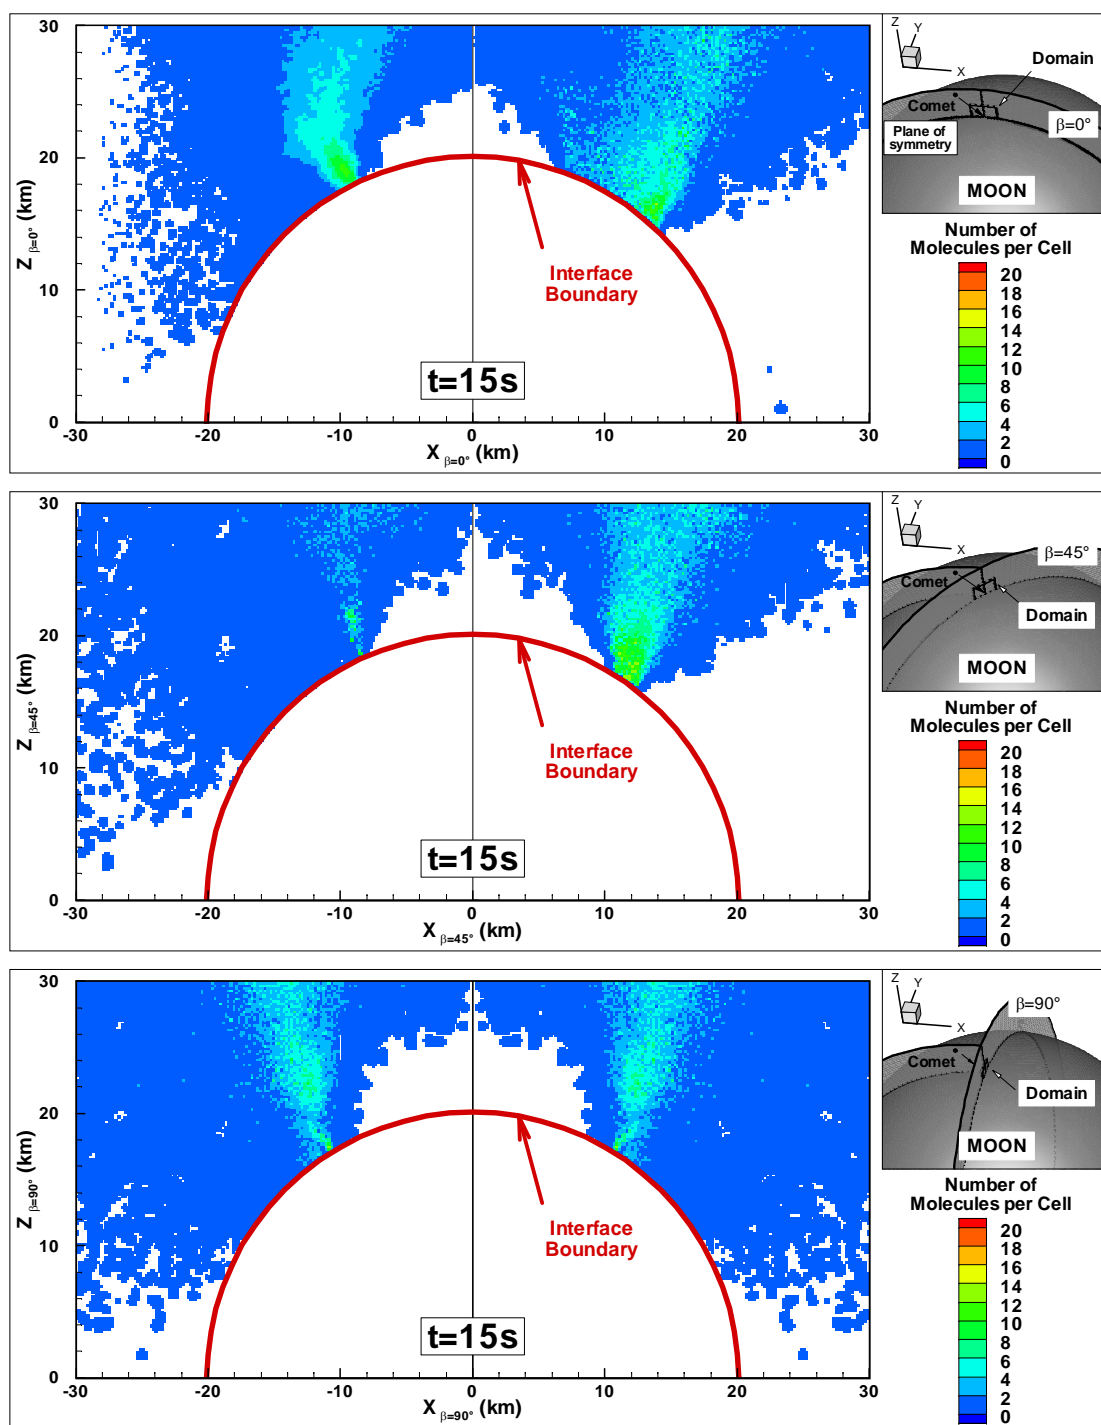 30
20
10
0
-30
-20
-10
0
10
20
30
Z β=0° (km)
X β=0° (km)
Interface
Boundary
t=15s
Z
Y
X
Domain
Comet
β=0°
Plane of
symmetry
MOON
Number of
Molecules per Cell
20
18
16
14
12
10
8
6
4
2
0
30
20
10
0
-30
-20
-10
0
10
20
30
Z β=45° (km)
X β=45° (km)
Interface
Boundary
t=15s
Z
Y
X
β=45°
Comet
Domain
MOON
Number of
Molecules per Cell
20
18
16
14
12
10
8
6
4
2
0
30
20
10
0
-30
-20
-10
0
10
20
30
Z β=90° (km)
X β=90° (km)
Interface
Boundary
t=15s
Z
Y
X
β=90°
Comet
Domain
MOON
Number of
Molecules per Cell
20
18
16
14
12
10
8
6
4
2
0